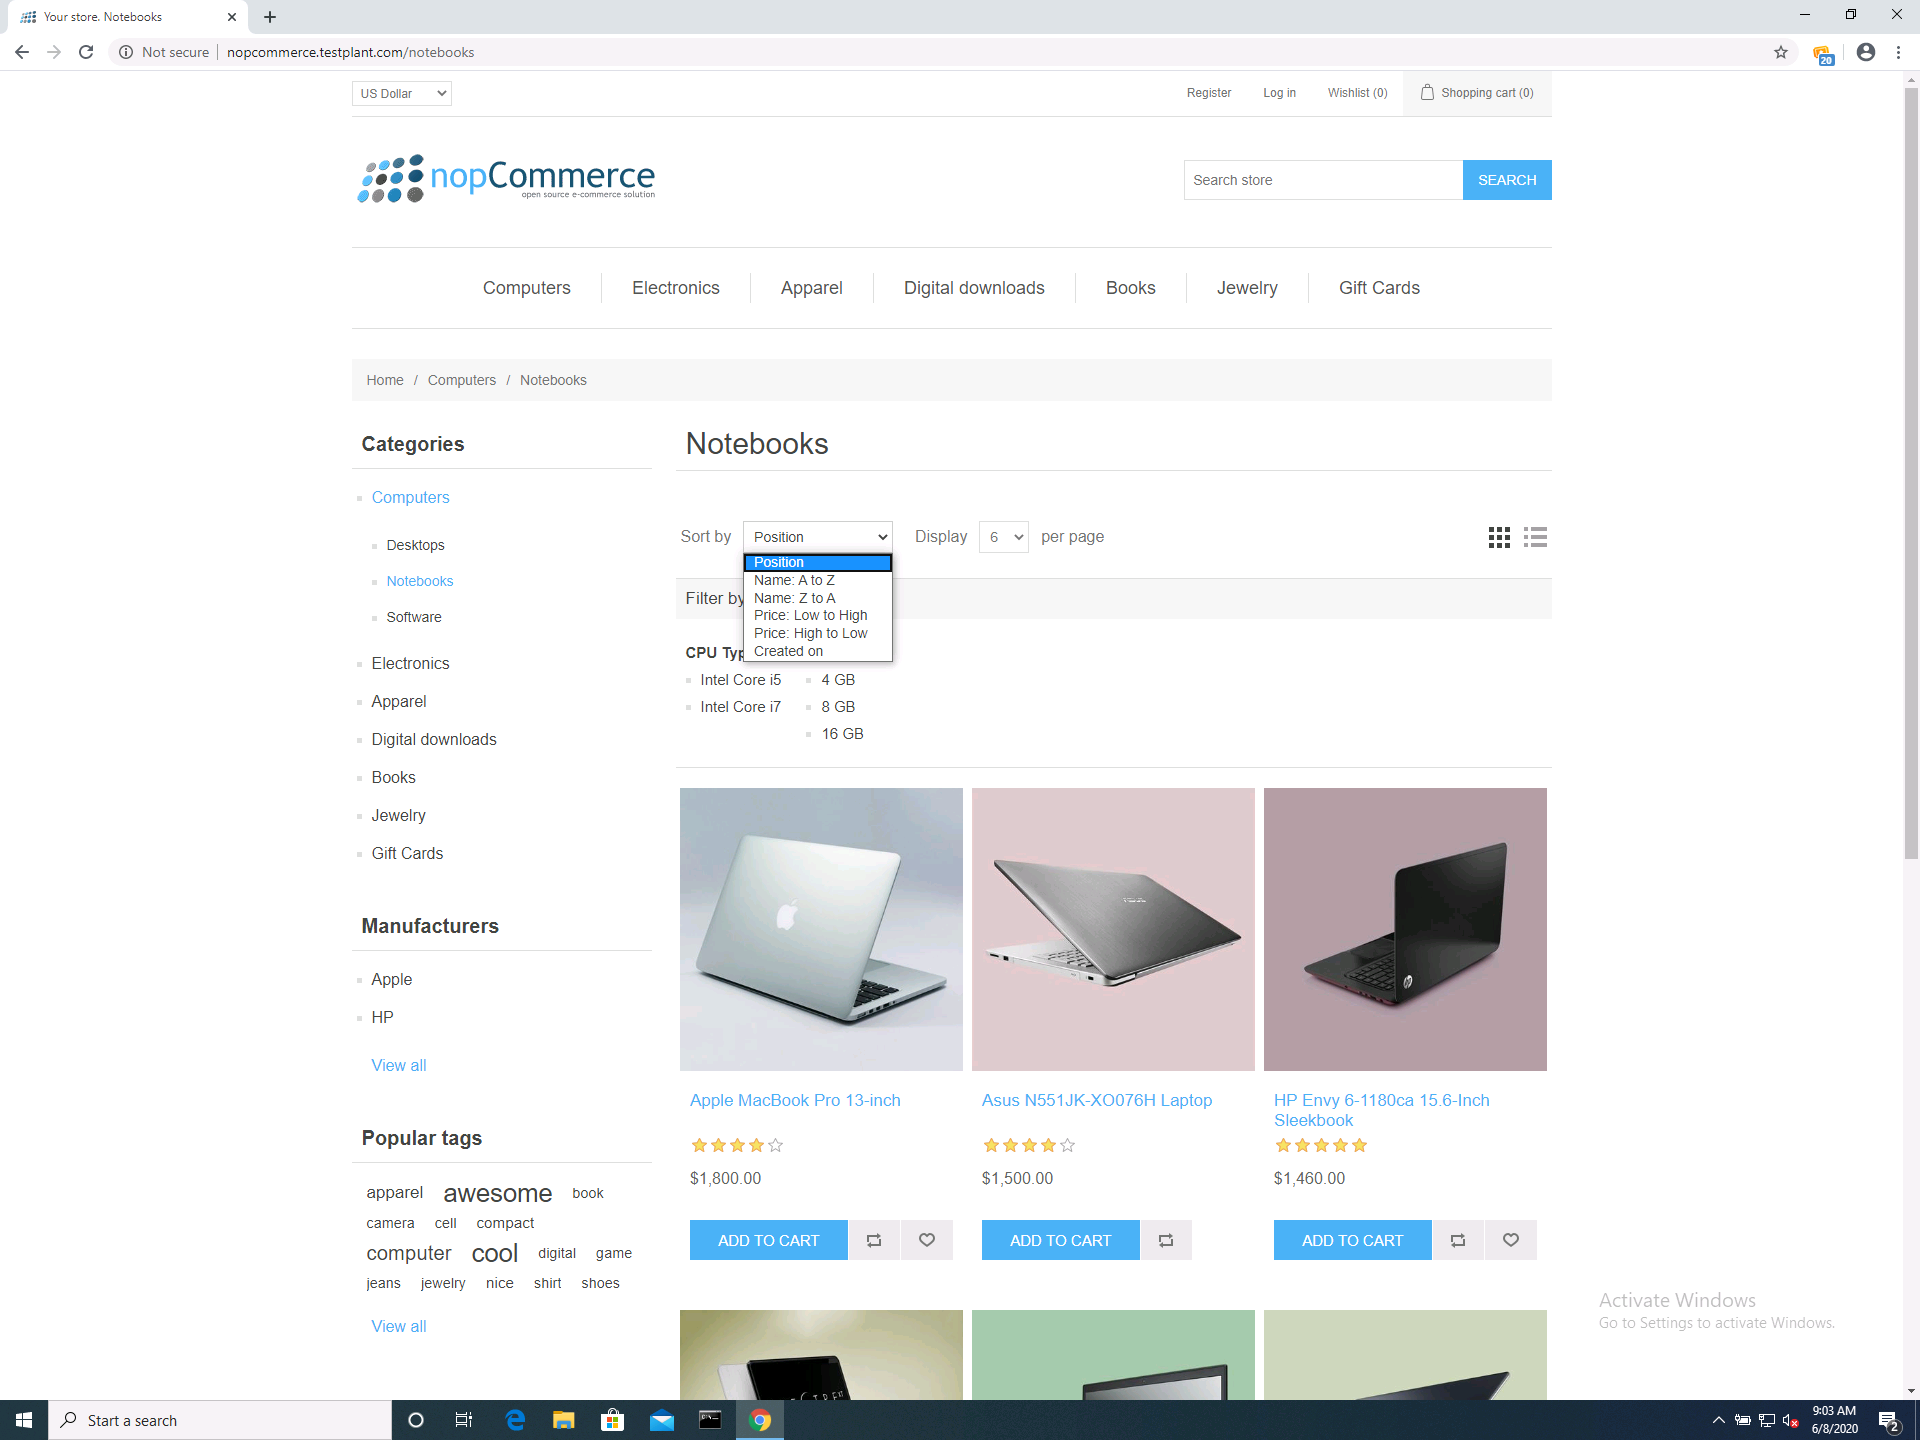 Your store. Notebooks
Not secure
nopcommerce.testplant.com/notebooks
20
US Dollar
Register
Log in
Wishlist (0)
Shopping cart (0)
nopCommerce
open source e-commerce solution
Search store
SEARCH
Computers
Electronics
Apparel
Digital downloads
Books
Jewelry
Gift Cards
Home / Computers / Notebooks
Categories
Computers
Desktops
Notebooks
Software
Electronics
Apparel
Digital downloads
Books
Jewelry
Gift Cards
Manufacturers
Apple
HP
View all
Popular tags
apparel awesome book
camera cell compact
computer cool digital game
jeans jewelry nice shirt shoes
View all
Notebooks
Sort by Position Display 6 per page
Position
Name: A to Z
Name: Z to A
Price: Low to High
Price: High to Low
Created on
Filter by
CPU Typ
Intel Core i5
Intel Core i7
4 GB
8 GB
16 GB
Apple MacBook Pro 13-inch
$1,800.00
ADD TO CART
Asus N551JK-XO076H Laptop
$1,500.00
ADD TO CART
HP Envy 6-1180ca 15.6-Inch
Sleekbook
$1,460.00
ADD TO CART
Activate Windows
Go to Settings to activate Windows.
Start a search
9:03 AM
6/8/2020
2